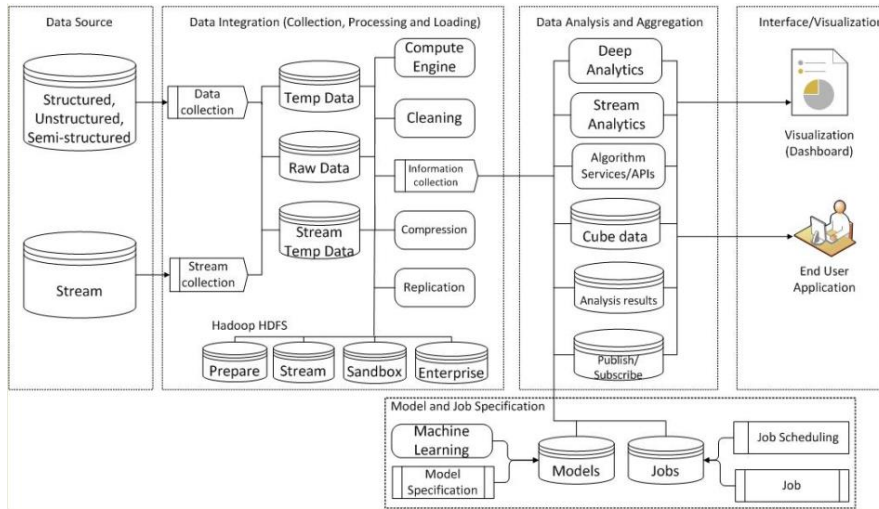 Data Source
Structured,
Unstructured,
Semi-structured
Stream
Data Integration (Collection, Processing and Loading)
Data
collection
Stream
collection
Temp Data
Raw Data
Stream
Temp Data
Compute
Engine
Cleaning
Information
collection
Compression
Replication
Hadoop HDFS
Prepare
Stream
Sandbox
Enterprise
Data Analysis and Aggregation
Deep
Analytics
Stream
Analytics
Algorithm
Services/APIs
Cube data
Analysis results
Publish/
Subscribe
Interface/Visualization
Visualization
(Dashboard)
End User
Application
Model and Job Specification
Machine
Learning
Model
Specification
Models
Jobs
Job Scheduling
Job